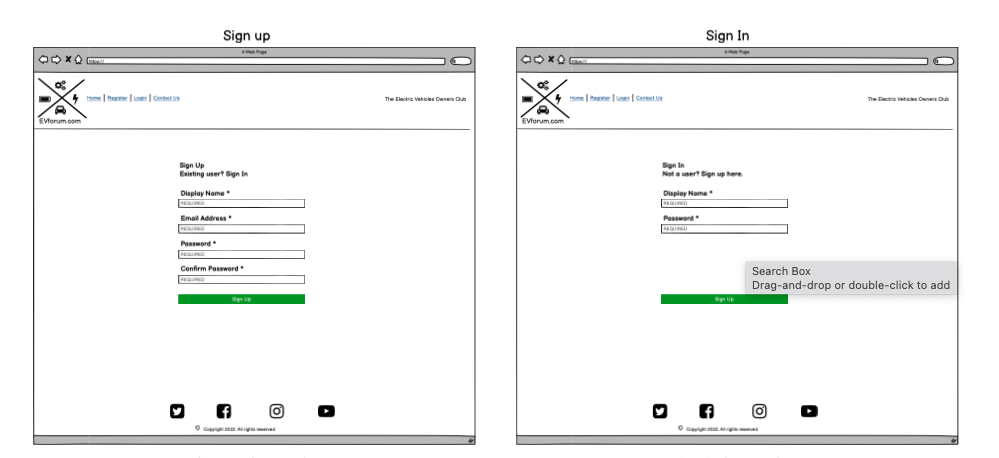 Sign up
A Web Page
https://
Home | Register | Login | Contact Us
The Electric Vehicles Owners Club
EVforum.com
Sign Up
Existing user? Sign In
Display Name *
REQUIRED
Email Address *
REQUIRED
Password *
REQUIRED
Confirm Password *
REQUIRED
Sign Up
© Copyright 2022. All rights reserved.
Sign In
A Web Page
https://
Home | Register | Login | Contact Us
The Electric Vehicles Owners Club
EVforum.com
Sign In
Not a user? Sign up here.
Display Name *
REQUIRED
Password *
REQUIRED
Search Box
Drag-and-drop or double-click to add
Sign Up
© Copyright 2022. All rights reserved.